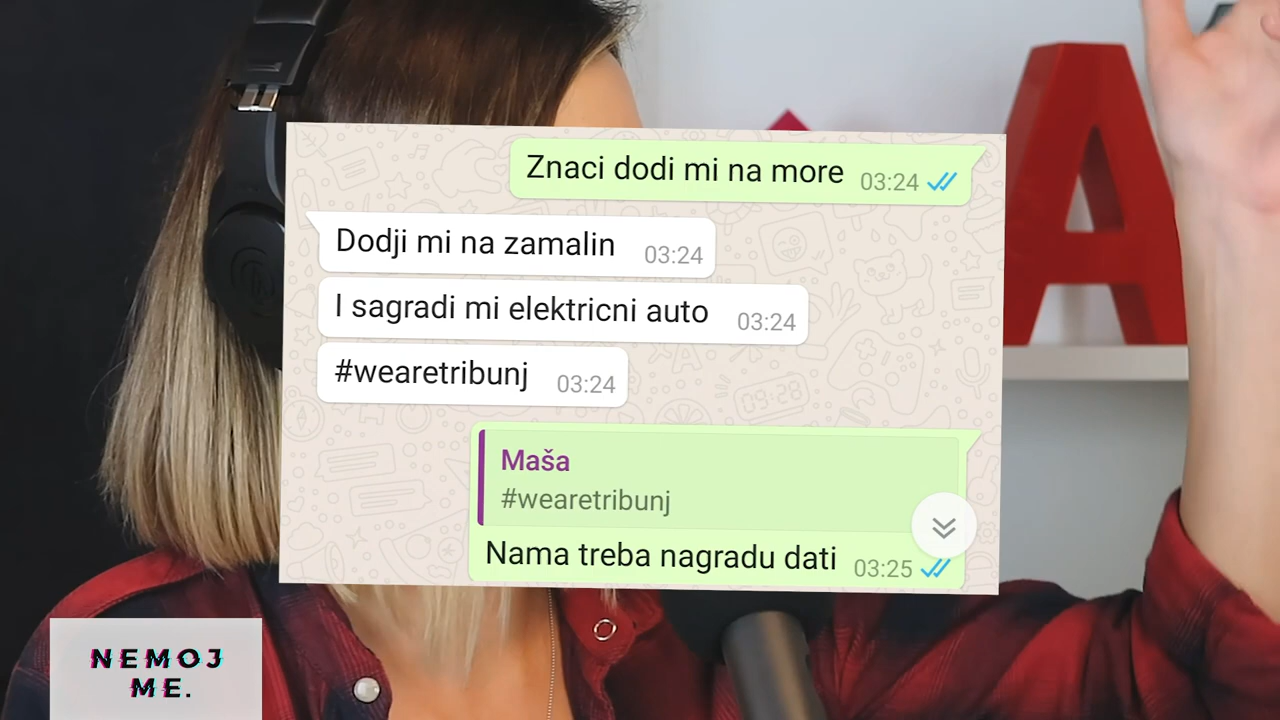 Znaci dodi mi na more 03:24
Dodji mi na zamalin 03:24
I sagradi mi elektricni auto 03:24
#wearetribunj 03:24
Maša
#wearetribunj
Nama treba nagradu dati 03:25
A
NEMOJ
ME.